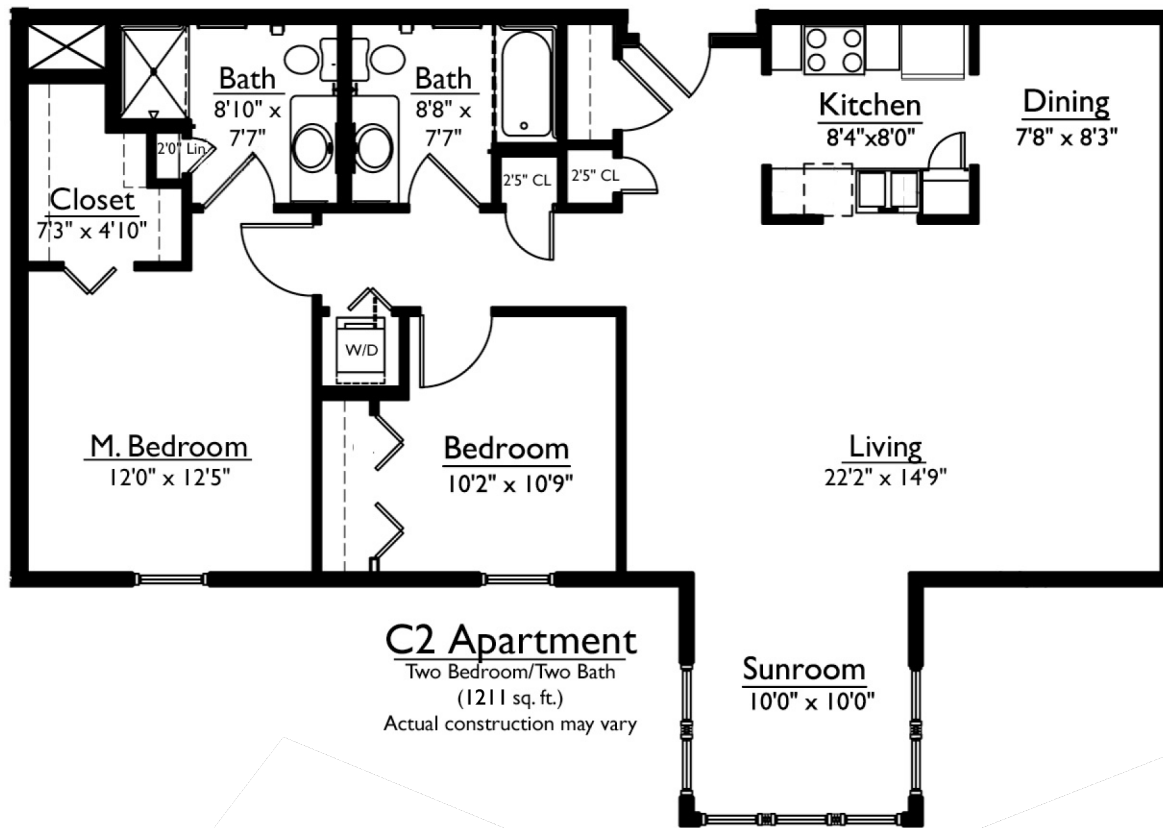 Bath
8'10" x
7'7"
Bath
8'8" x
7'7"
Kitchen
8'4"x8'0"
Dining
7'8" x 8'3"
2'0" Lin
2'5" CL
2'5" CL
Closet
7'3" x 4'10"
W/D
M. Bedroom
12'0" x 12'5"
Bedroom
10'2" x 10'9"
Living
22'2" x 14'9"
C2 Apartment
Two Bedroom/Two Bath
(1211 sq. ft.)
Actual construction may vary
Sunroom
10'0" x 10'0"